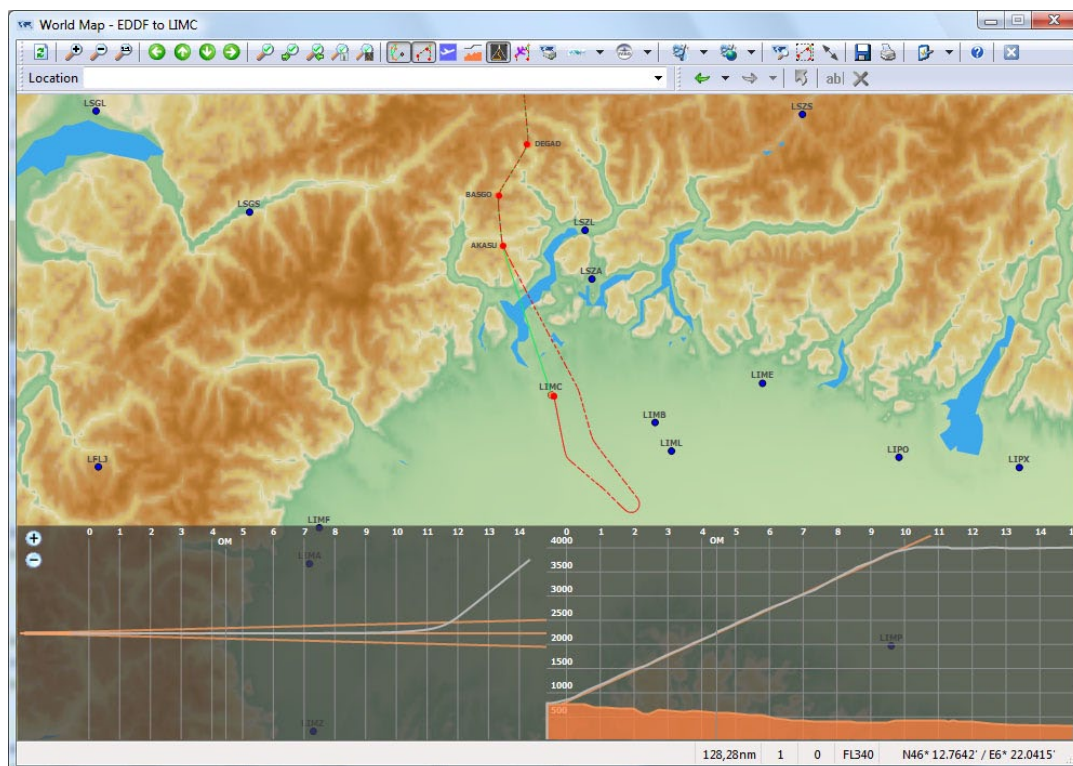 World Map - EDDF to LIMC
Location
ab|
LSGL
LSZS
DEGAD
BASGO
LSGS
LSZL
AKASU
LSZA
LIMC
LIME
LIMB
LIML
LIPO
LFLJ
LIPX
LIMF
0 1 2 3 4 5 6 7 8 9 10 11 12 13 14
OM
LIMA
LIMZ
0 1 2 3 4 5 6 7 8 9 10 11 12 13 14 15
OM
4000
3500
3000
2500
2000
1500
1000
500
LIMP
128,28nm 1 0 FL340 N46* 12.7642' / E6* 22.0415'